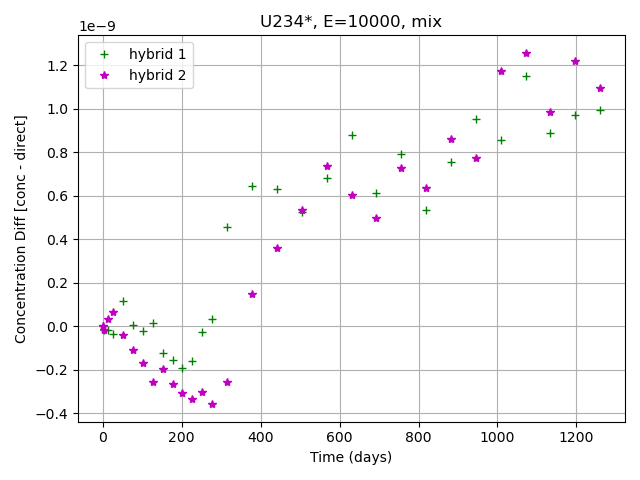 U234*, E=10000, mix
1e−9
hybrid 1
hybrid 2
Concentration Diff [conc - direct]
1.2
1.0
0.8
0.6
0.4
0.2
0.0
−0.2
−0.4
0 200 400 600 800 1000 1200
Time (days)